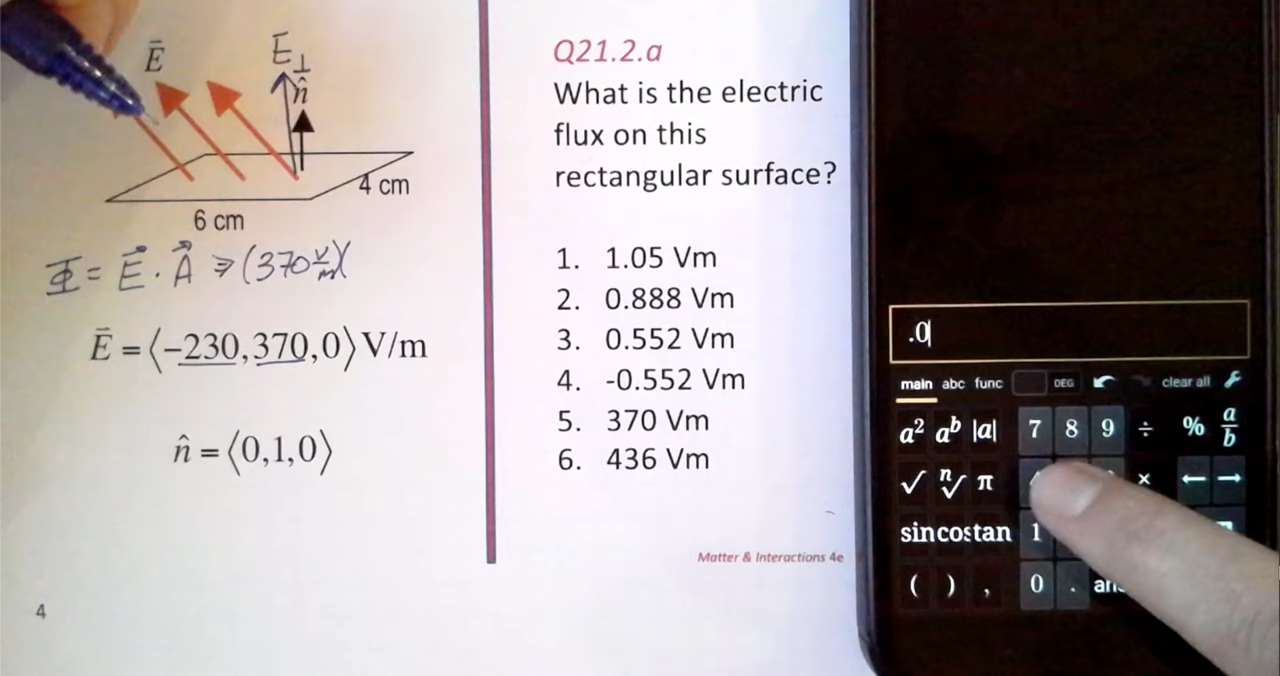 E̅
E⊥
n̂
4 cm
6 cm
Φ = E⃗ · A⃗ ⇒ (370 V/m)(
E̅ = ⟨−230, 370, 0⟩ V/m
n̂ = ⟨0,1,0⟩
4
Q21.2.a
What is the electric
flux on this
rectangular surface?
1. 1.05 Vm
2. 0.888 Vm
3. 0.552 Vm
4. -0.552 Vm
5. 370 Vm
6. 436 Vm
Matter & Interactions 4e
.0
main abc func DEG clear all
a² aᵇ |a| 7 8 9 ÷ % a/b
√ ⁿ√ π × ← →
sin cos tan 1
( ) , 0 .